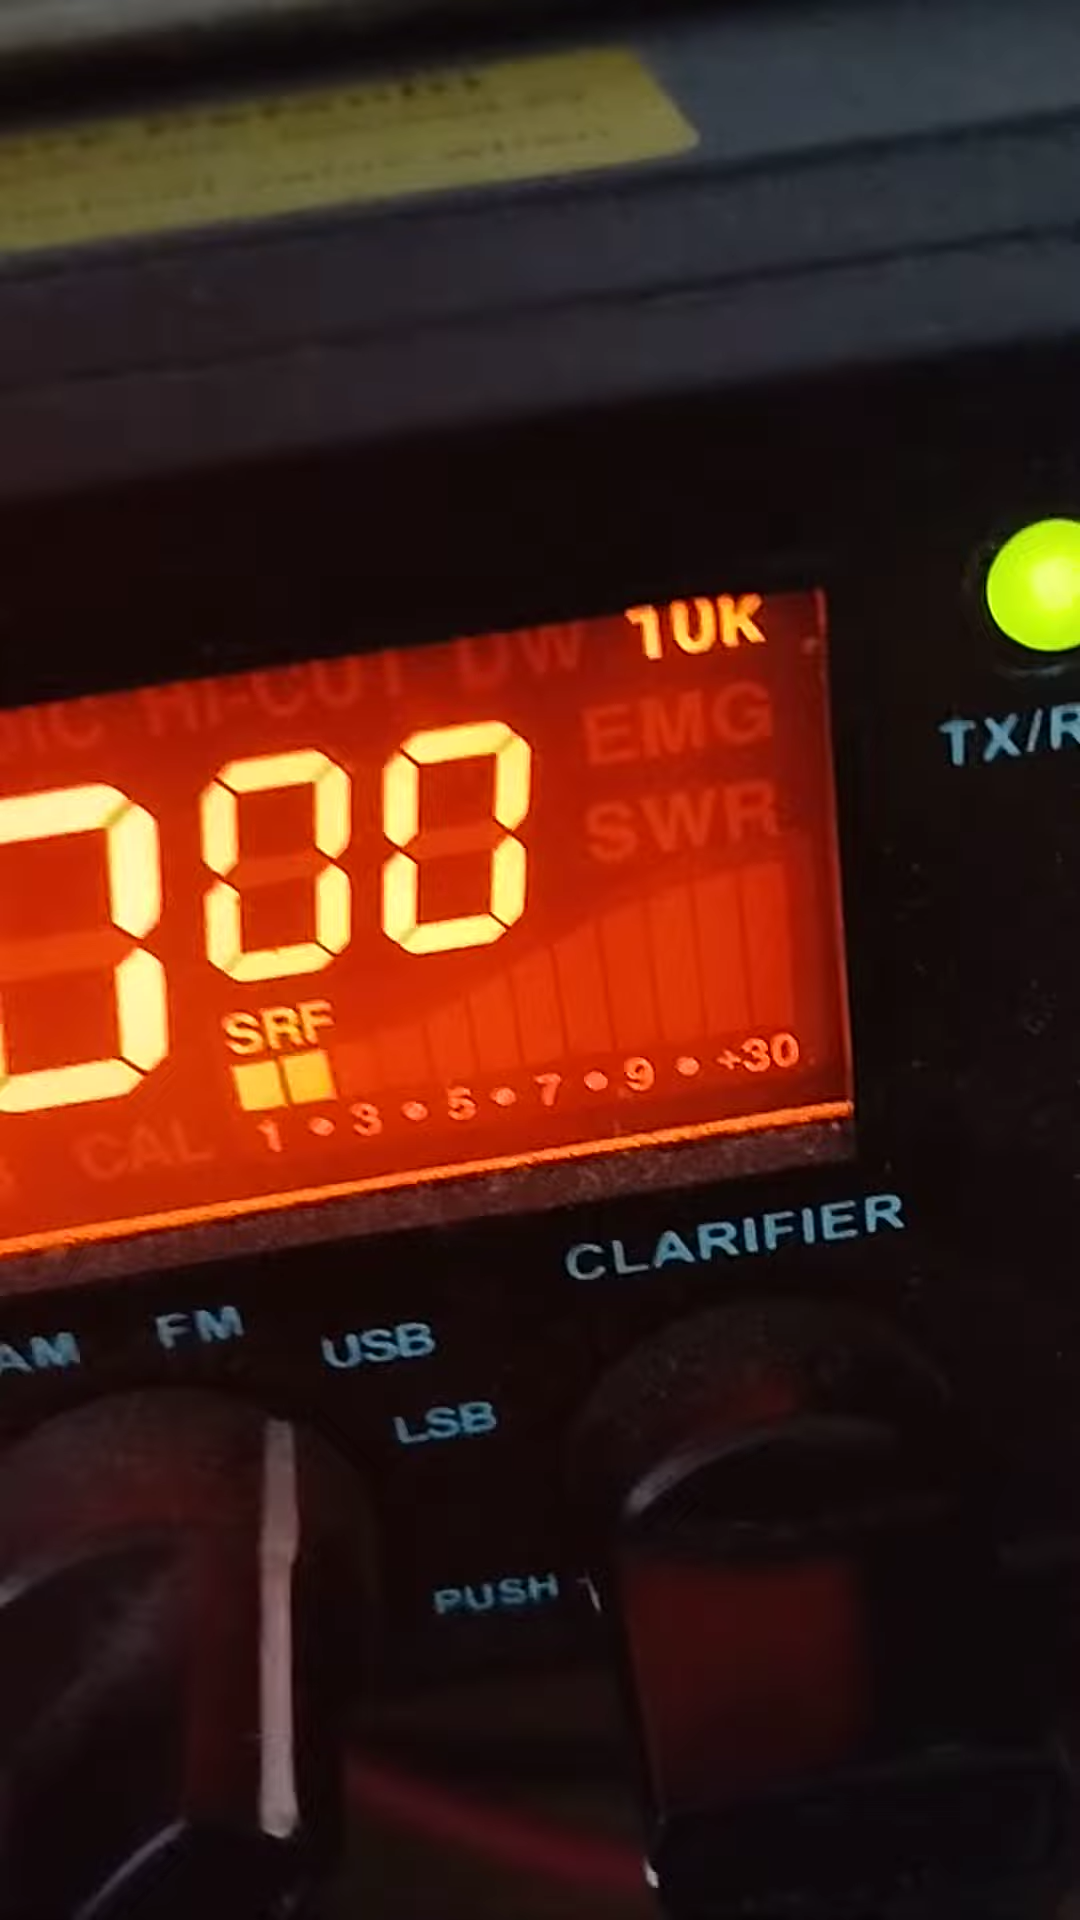 10K
HI-CUT DW
EMG
00
SWR
SRF
1 • 3 • 5 • 7 • 9 • +30
CAL
CLARIFIER
AM FM USB
LSB
PUSH